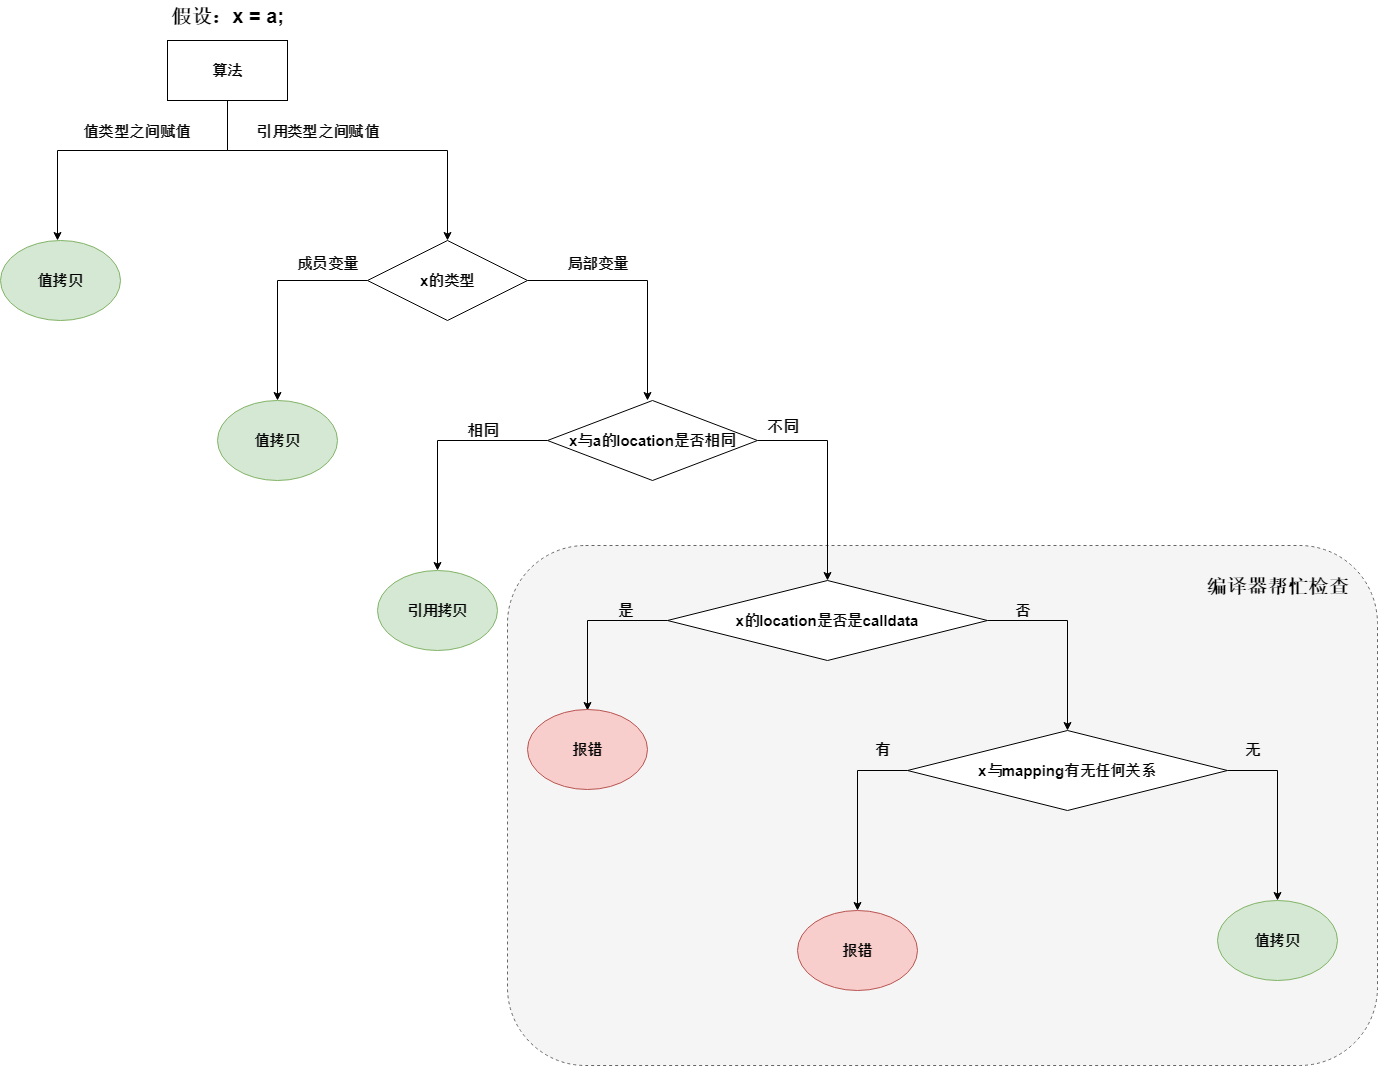 假设：x = a;
算法
值类型之间赋值
引用类型之间赋值
值拷贝
成员变量
x的类型
局部变量
值拷贝
相同
x与a的location是否相同
不同
引用拷贝
编译器帮忙检查
是
x的location是否是calldata
否
报错
有
x与mapping有无任何关系
无
报错
值拷贝